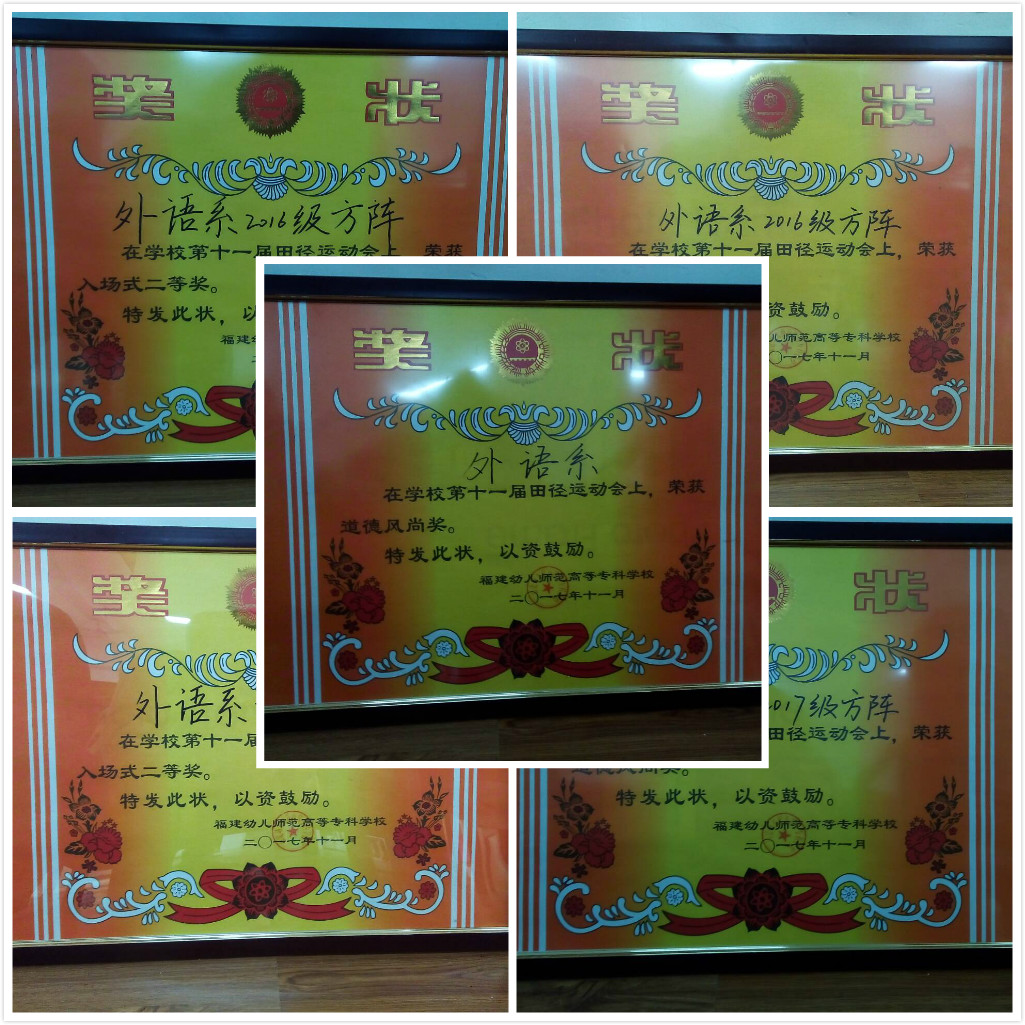 奖 状
外语系2016级方阵
在学校第十一届田径运动会上，荣获
入场式二等奖。
特发此状，以
福建幼
二
奖 状
外语系2016级方阵
在学校第十一届田径运动会上，荣获
资鼓励。
儿师范高等专科学校
〇一七年十一月
奖 状
外语系
在学校第十一届田径运动会上，荣获
道德风尚奖。
特发此状，以资鼓励。
福建幼儿师范高等专科学校
二〇一七年十一月
奖
外语系
在学校第十一届
入场式二等奖。
特发此状，以资鼓励。
福建幼儿师范高等专科学校
二〇一七年十一月
状
2017级方阵
田径运动会上，荣获
道德风尚奖。
特发此状，以资鼓励。
福建幼儿师范高等专科学校
二〇一七年十一月